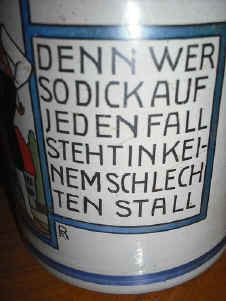 DENN WER
SO DICK AUF
JEDEN FALL
STEHT IN KEI-
NEM SCHLECH
TEN STALL